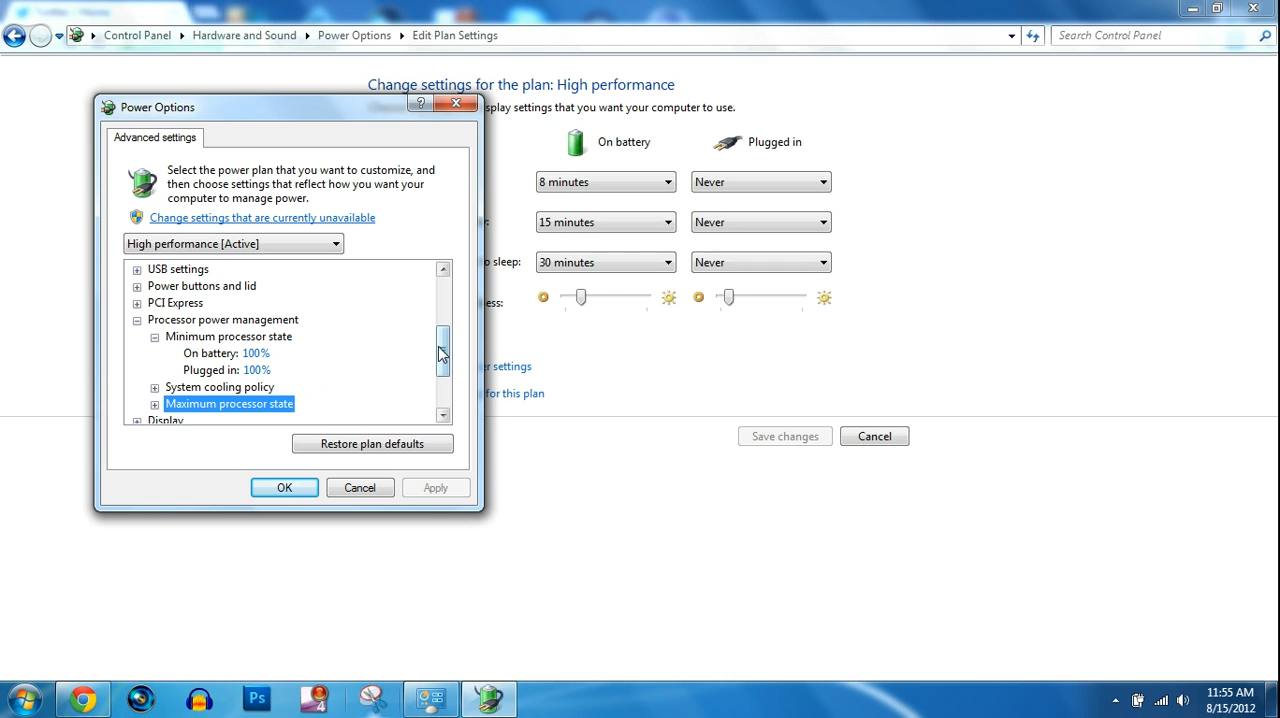 Control Panel
Hardware and Sound
Power Options
Edit Plan Settings
Search Control Panel
Change settings for the plan: High performance
splay settings that you want your computer to use.
Power Options
Advanced settings
Select the power plan that you want to customize, and
then choose settings that reflect how you want your
computer to manage power.
Change settings that are currently unavailable
High performance [Active]
USB settings
Power buttons and lid
PCI Express
Processor power management
Minimum processor state
On battery: 100%
Plugged in: 100%
System cooling policy
Maximum processor state
Display
Restore plan defaults
OK
Cancel
Apply
On battery
Plugged in
8 minutes
Never
15 minutes
Never
o sleep:
30 minutes
Never
ess:
er settings
for this plan
Save changes
Cancel
Ps
4
11:55 AM
8/15/2012